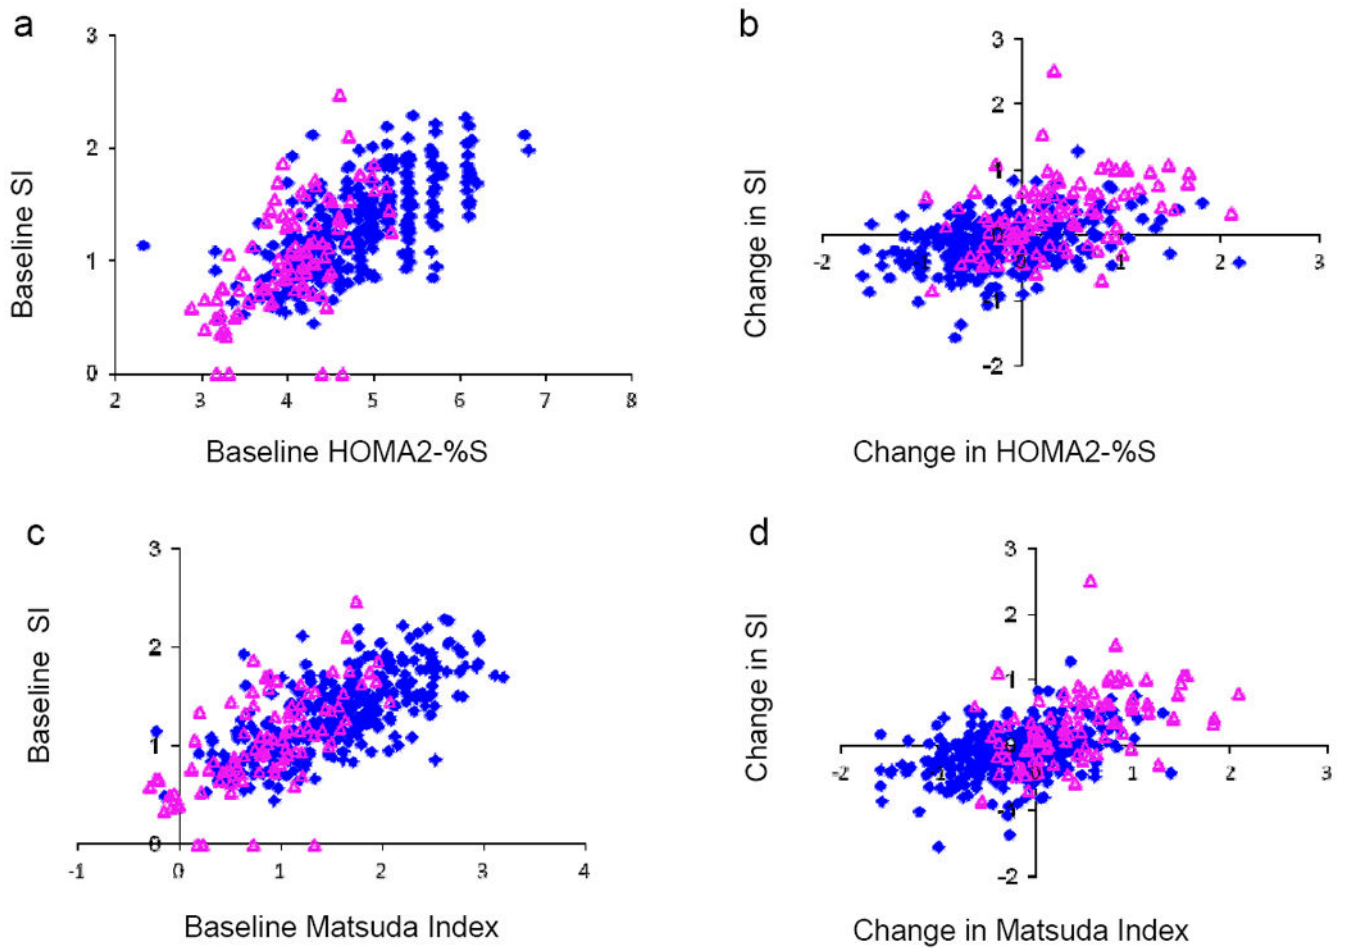 a
b
3
2
1
0
2 3 4 5 6 7 8
Baseline SI
Baseline HOMA2-%S
3
2
1
0
-1
-2
-2 -1 0 1 2 3
Change in SI
Change in HOMA2-%S
c
d
3
2
1
0
-1 0 1 2 3 4
Baseline SI
Baseline Matsuda Index
3
2
1
0
-1
-2
-2 -1 0 1 2 3
Change in SI
Change in Matsuda Index